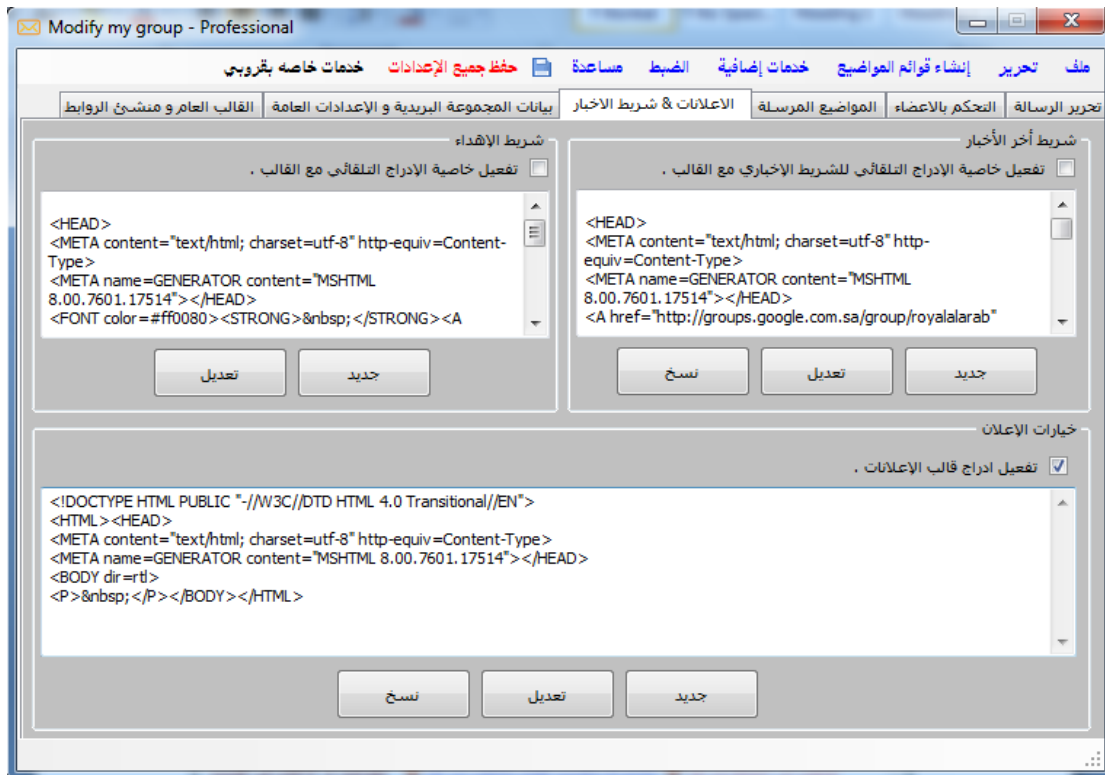 Modify my group - Professional
ملف تحرير إنشاء قوائم المواضيع خدمات إضافية الضبط مساعدة حفظ جميع الإعدادات خدمات خاصه بقروبي
تحرير الرسالة التحكم بالاعضاء المواضيع المرسلة الاعلانات & شريط الاخبار بيانات المجموعة البريدية و الإعدادات العامة القالب العام و منشئ الروابط
شريط أخر الأخبار
تفعيل خاصية الإدراج التلقائي للشريط الإخباري مع القالب .
<HEAD>
<META content="text/html; charset=utf-8" http-
equiv=Content-Type>
<META name=GENERATOR content="MSHTML
8.00.7601.17514"></HEAD>
<A href="http://groups.google.com.sa/group/royalalarab"
جديد تعديل نسخ
شريط الإهداء
تفعيل خاصية الإدراج التلقائي مع القالب .
<HEAD>
<META content="text/html; charset=utf-8" http-equiv=Content-
Type>
<META name=GENERATOR content="MSHTML
8.00.7601.17514"></HEAD>
<FONT color=#ff0080><STRONG>&nbsp;</STRONG><A
جديد تعديل
خيارات الإعلان
تفعيل ادراج قالب الإعلانات .
<!DOCTYPE HTML PUBLIC "-//W3C//DTD HTML 4.0 Transitional//EN">
<HTML><HEAD>
<META content="text/html; charset=utf-8" http-equiv=Content-Type>
<META name=GENERATOR content="MSHTML 8.00.7601.17514"></HEAD>
<BODY dir=rtl>
<P>&nbsp;</P></BODY></HTML>
جديد تعديل نسخ